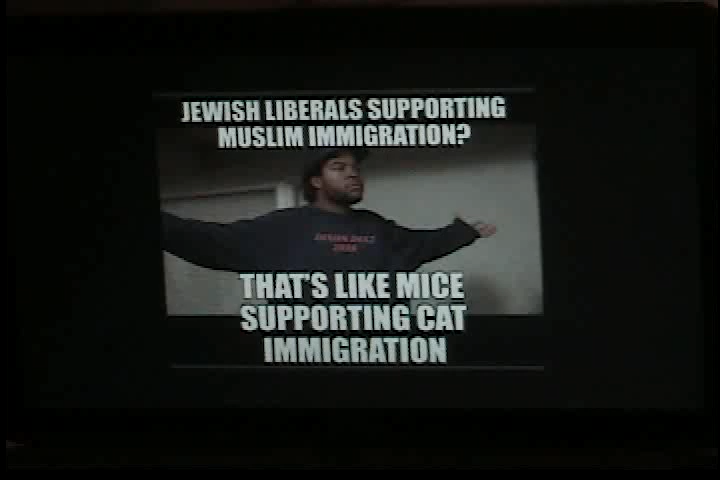 JEWISH LIBERALS SUPPORTING
MUSLIM IMMIGRATION?
THAT'S LIKE MICE
SUPPORTING CAT
IMMIGRATION